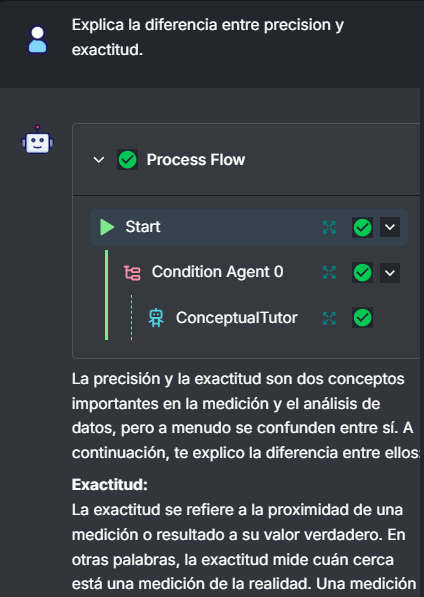 Explica la diferencia entre precision y
exactitud.
Process Flow
Start
Condition Agent 0
ConceptualTutor
La precisión y la exactitud son dos conceptos
importantes en la medición y el análisis de
datos, pero a menudo se confunden entre sí. A
continuación, te explico la diferencia entre ellos:
Exactitud:
La exactitud se refiere a la proximidad de una
medición o resultado a su valor verdadero. En
otras palabras, la exactitud mide cuán cerca
está una medición de la realidad. Una medición